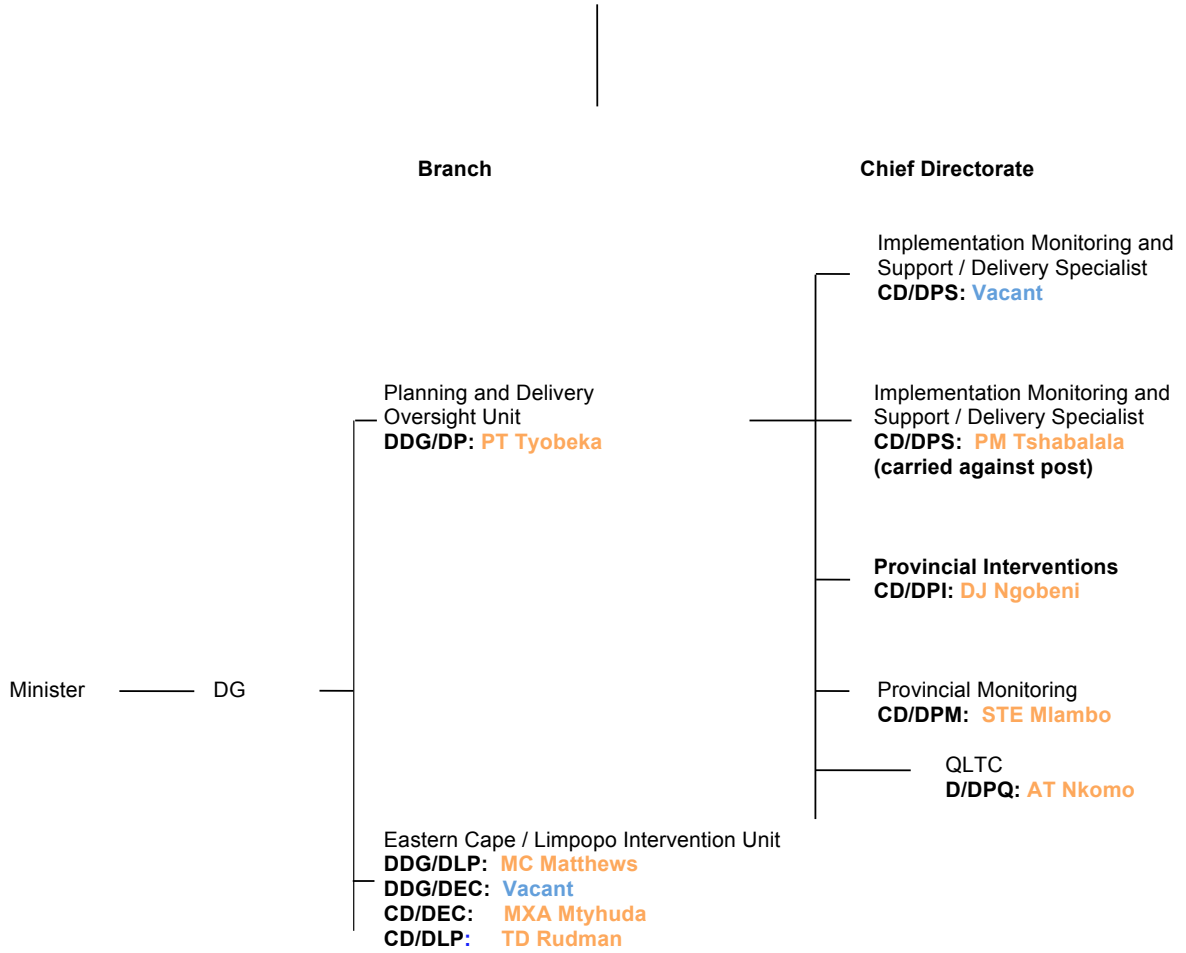 Branch
Chief Directorate
Implementation Monitoring and
Support / Delivery Specialist
CD/DPS: Vacant
Planning and Delivery
Oversight Unit
DDG/DP: PT Tyobeka
Implementation Monitoring and
Support / Delivery Specialist
CD/DPS: PM Tshabalala
(carried against post)
Provincial Interventions
CD/DPI: DJ Ngobeni
Minister
DG
Provincial Monitoring
CD/DPM: STE Mlambo
QLTC
D/DPQ: AT Nkomo
Eastern Cape / Limpopo Intervention Unit
DDG/DLP: MC Matthews
DDG/DEC: Vacant
CD/DEC: MXA Mtyhuda
CD/DLP: TD Rudman